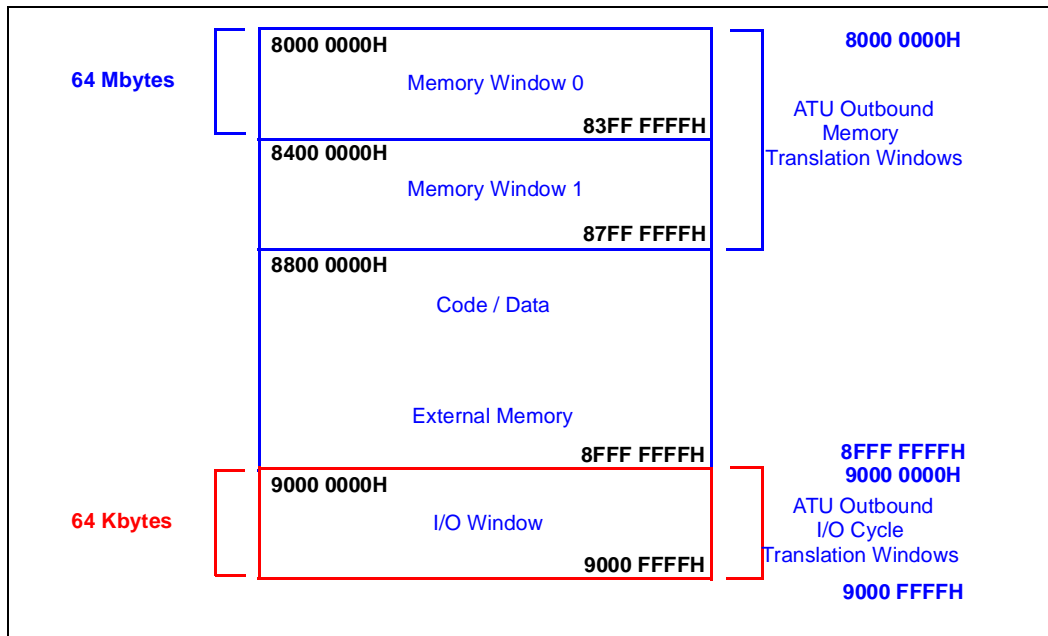 8000 0000H
8000 0000H
64 Mbytes
Memory Window 0
ATU Outbound
Memory
Translation Windows
83FF FFFFH
8400 0000H
Memory Window 1
87FF FFFFH
8800 0000H
Code / Data
External Memory
8FFF FFFFH
8FFF FFFFH
9000 0000H
9000 0000H
64 Kbytes
I/O Window
ATU Outbound
I/O Cycle
Translation Windows
9000 FFFFH
9000 FFFFH